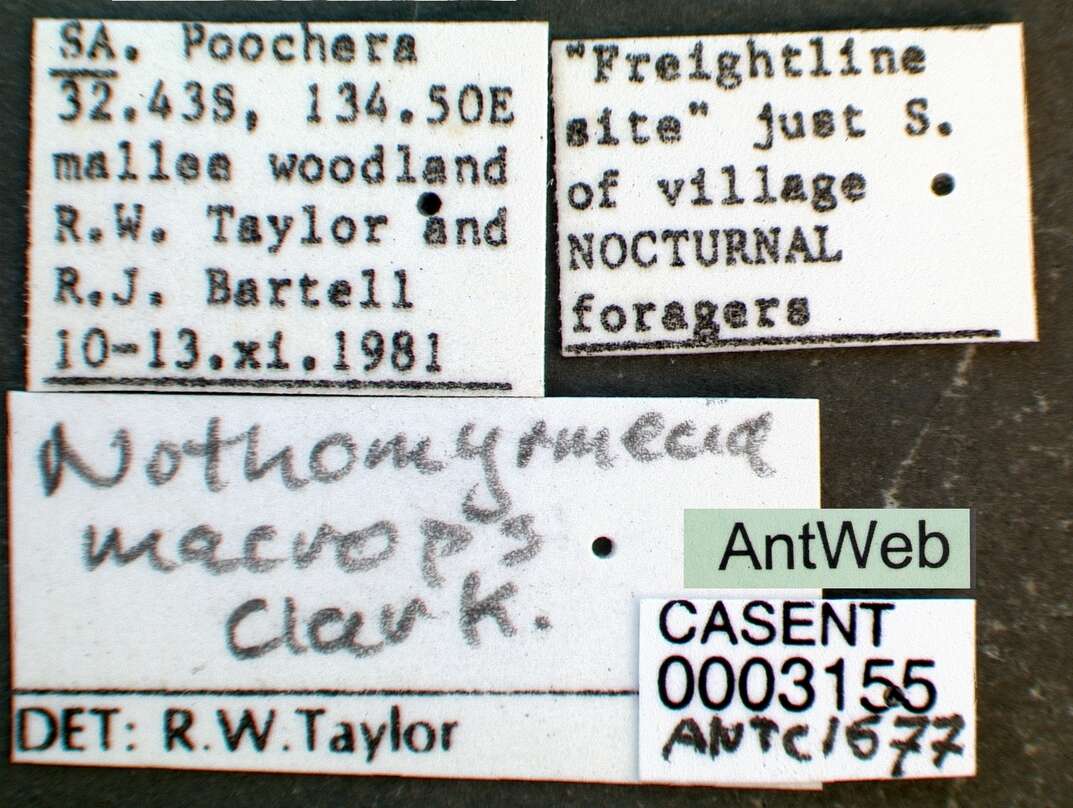 SA. Poochera
32.43S, 134.50E
mallee woodland
R.W. Taylor and
R.J. Bartell
10-13.xi.1981
"Freightline
site" just S.
of village
NOCTURNAL
foragers
Nothomyrmecia
macrops
Clark.
DET: R.W.Taylor
AntWeb
CASENT
0003155
ANTC1577